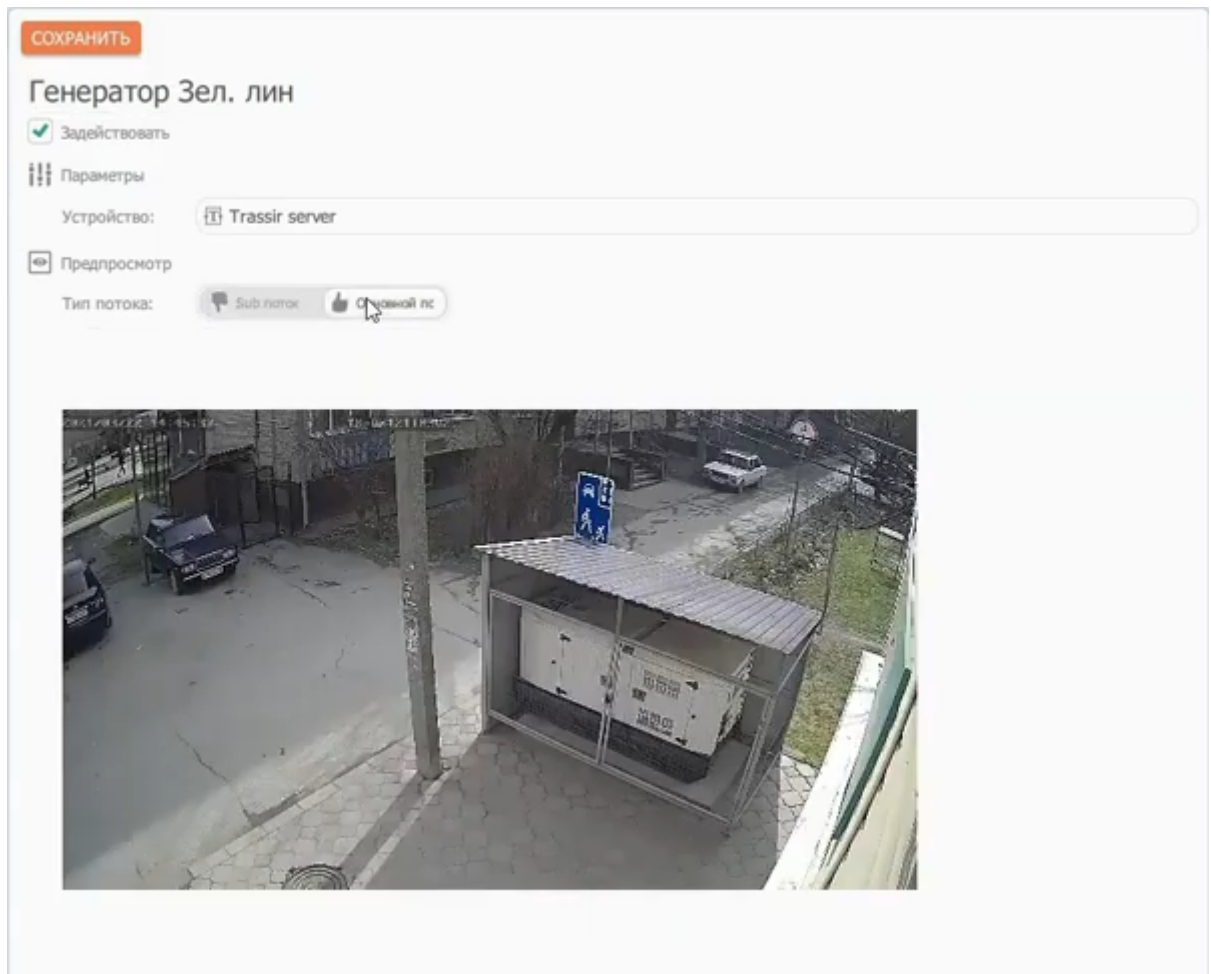 СОХРАНИТЬ
Генератор Зел. лин
Задействовать
Параметры
Устройство:
Trassir server
Предпросмотр
Тип потока:
Sub поток